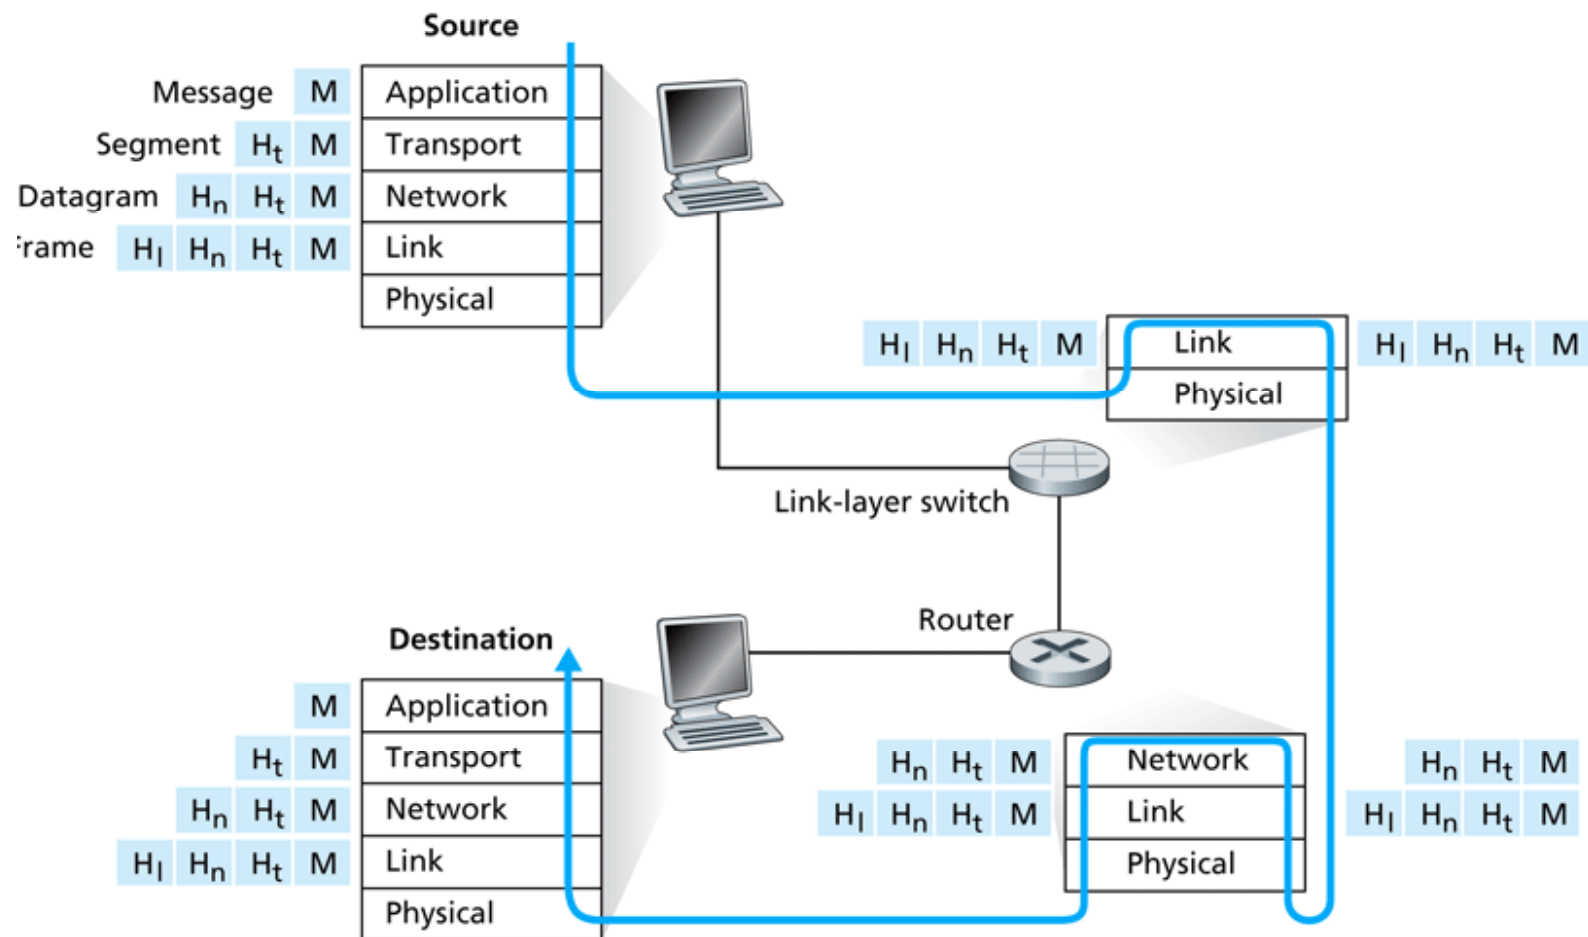 Source
Message M Application
Segment Ht M Transport
Datagram Hn Ht M Network
rame Hl Hn Ht M Link
Physical
Hl Hn Ht M Link Hl Hn Ht M
Physical
Link-layer switch
Router
Destination
M Application
Ht M Transport
Hn Ht M Network
Hl Hn Ht M Link
Physical
Hn Ht M Network Hn Ht M
Hl Hn Ht M Link Hl Hn Ht M
Physical